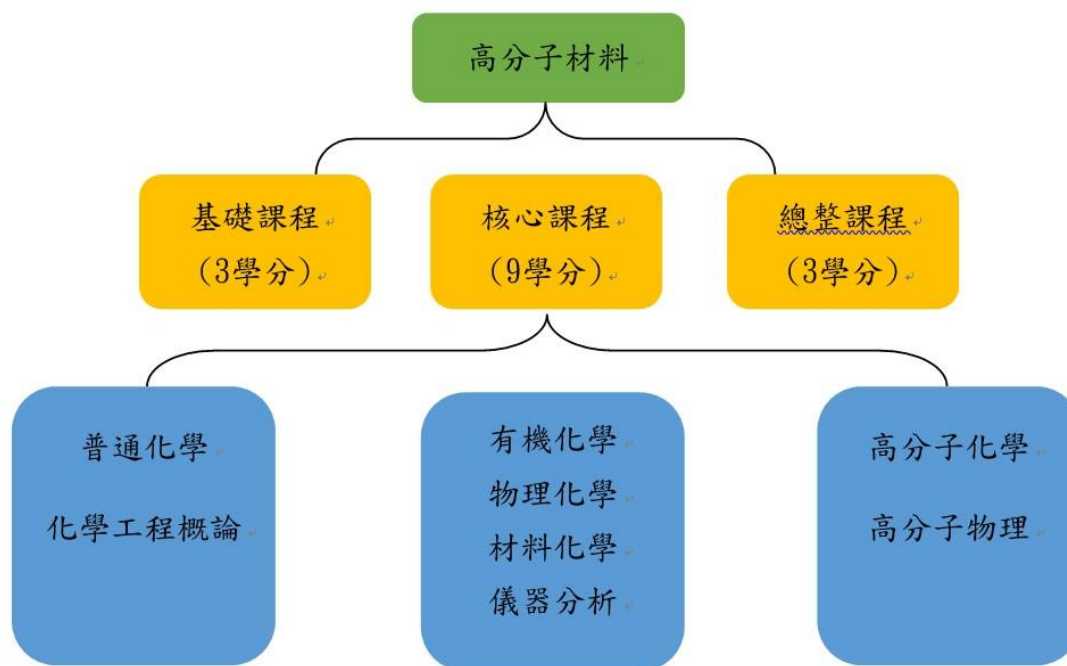 高分子材料
基礎課程
(3學分)
核心課程
(9學分)
總整課程
(3學分)
普通化學
化學工程概論
有機化學
物理化學
材料化學
儀器分析
高分子化學
高分子物理